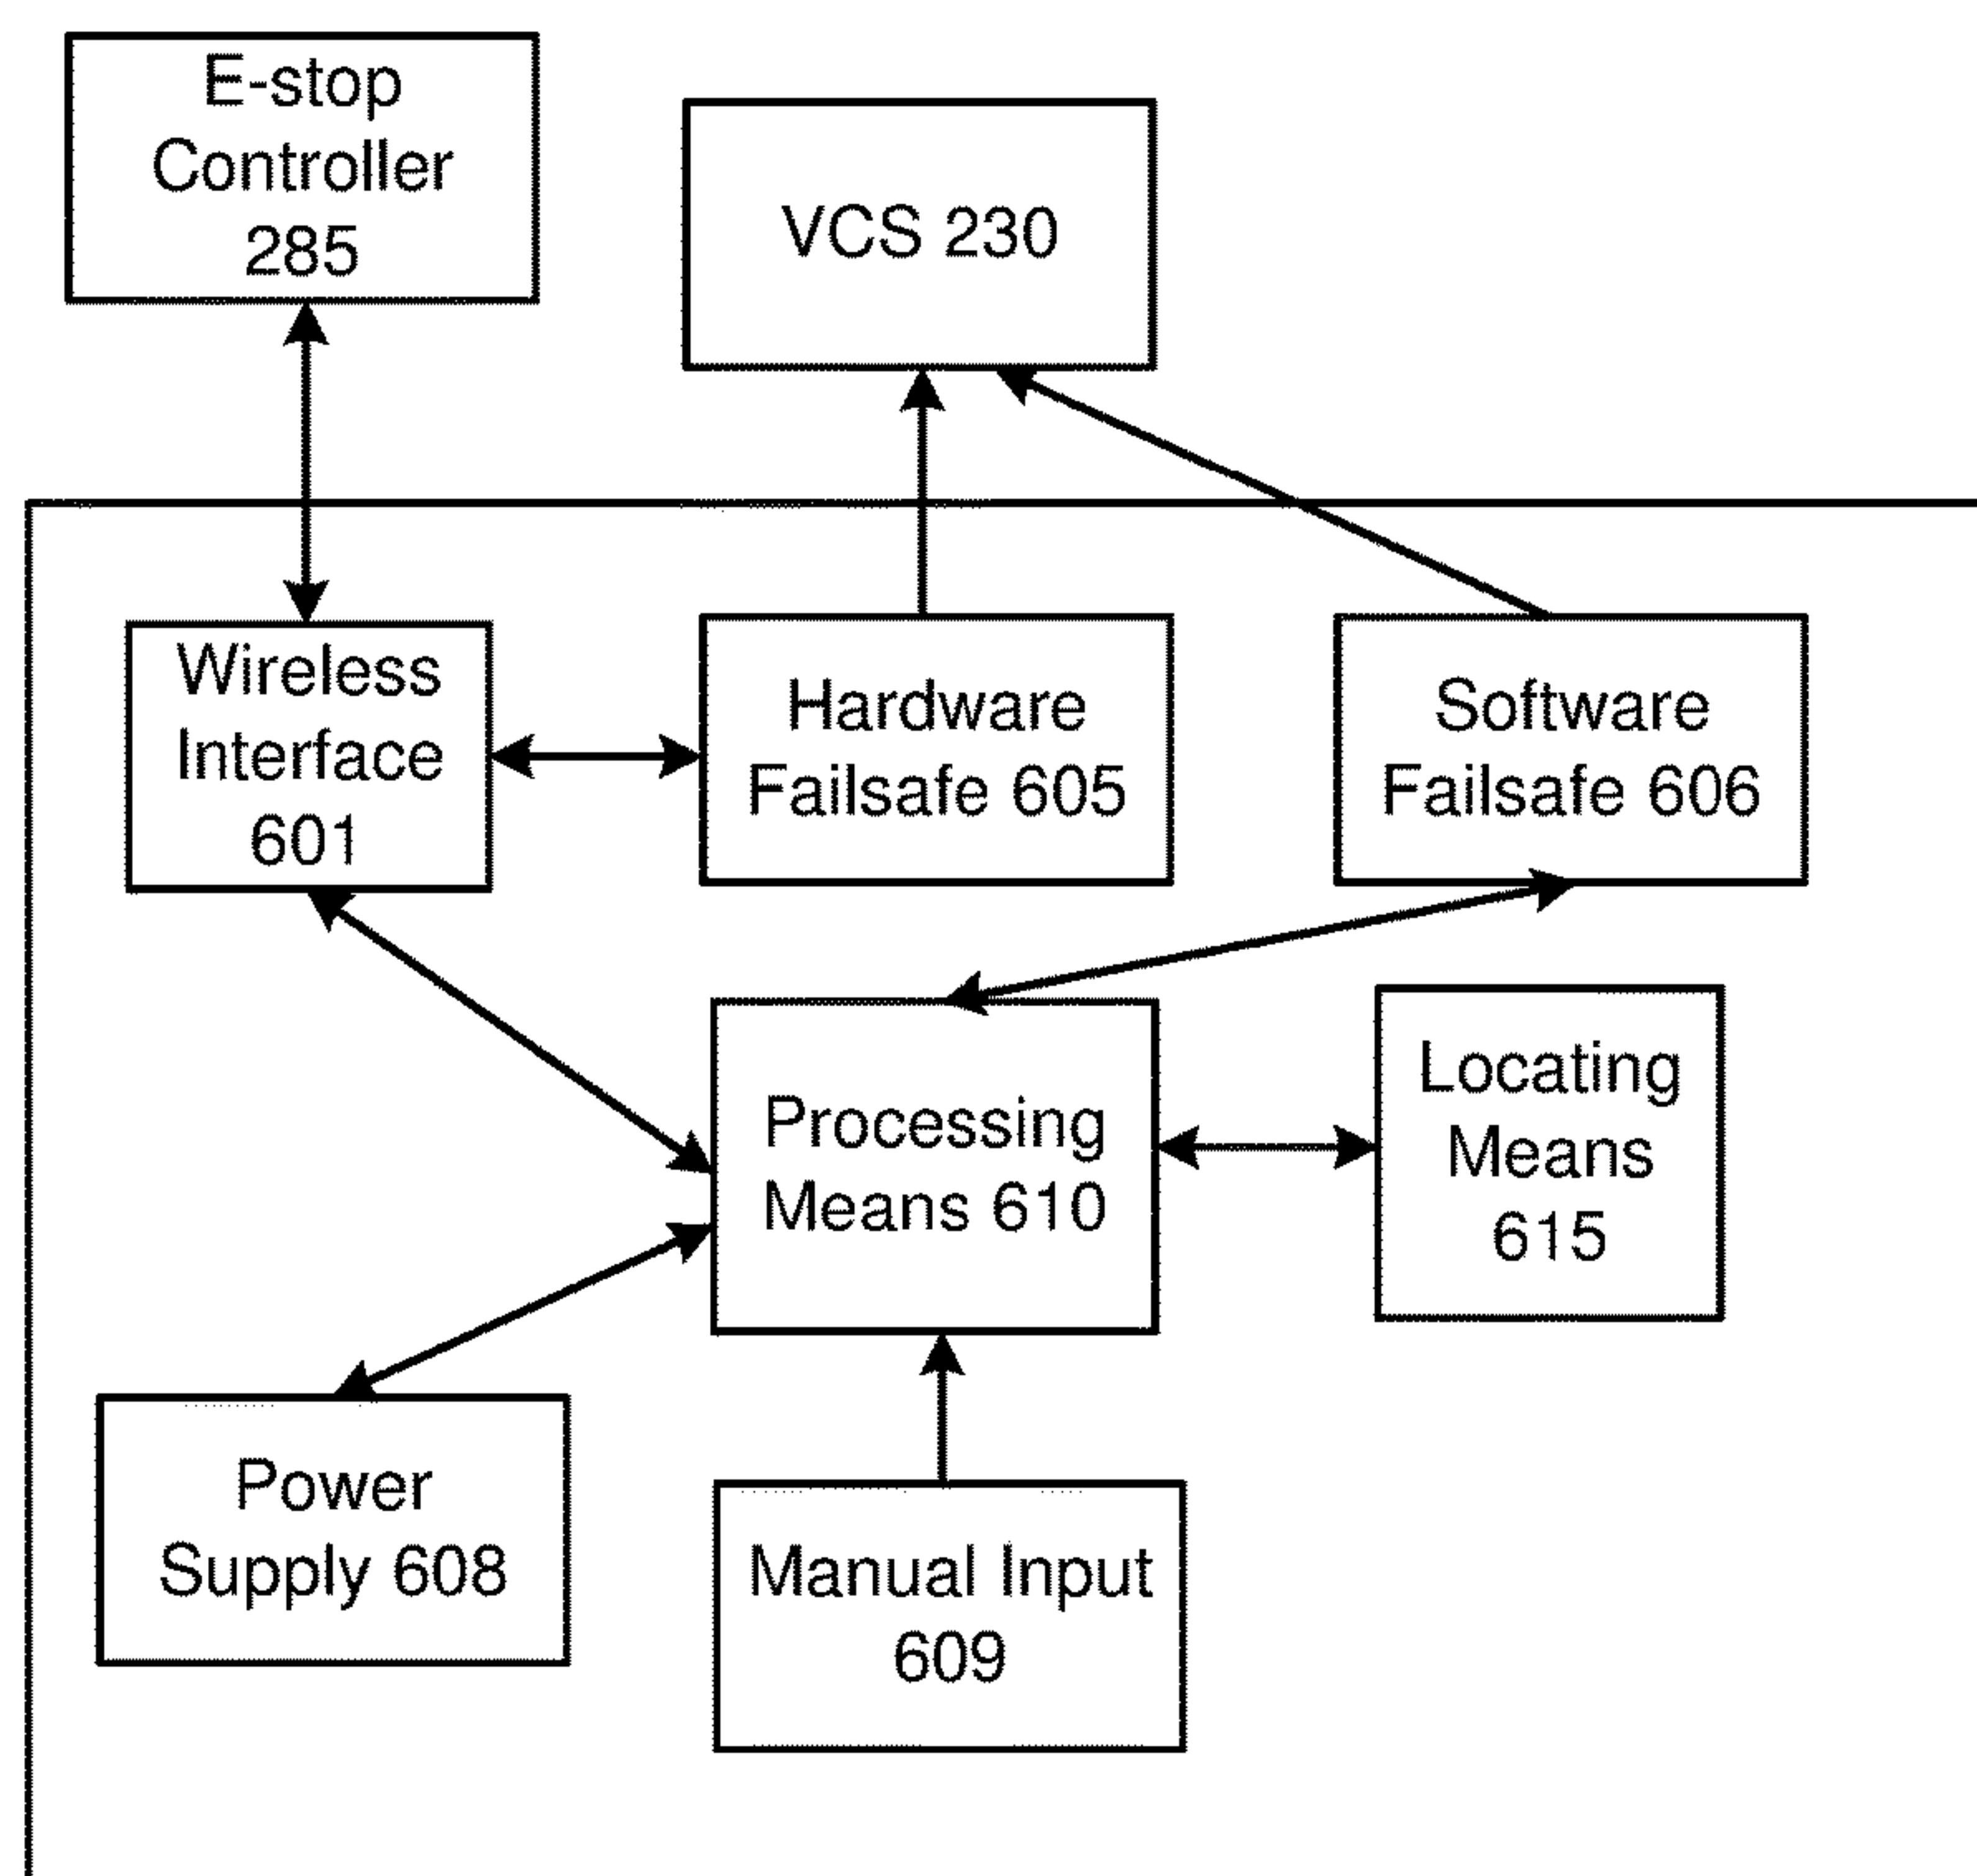 E-stop
Controller
285
VCS 230
Wireless
Interface
601
Hardware
Failsafe 605
Software
Failsafe 606
Processing
Means 610
Locating
Means
615
Power
Supply 608
Manual Input
609